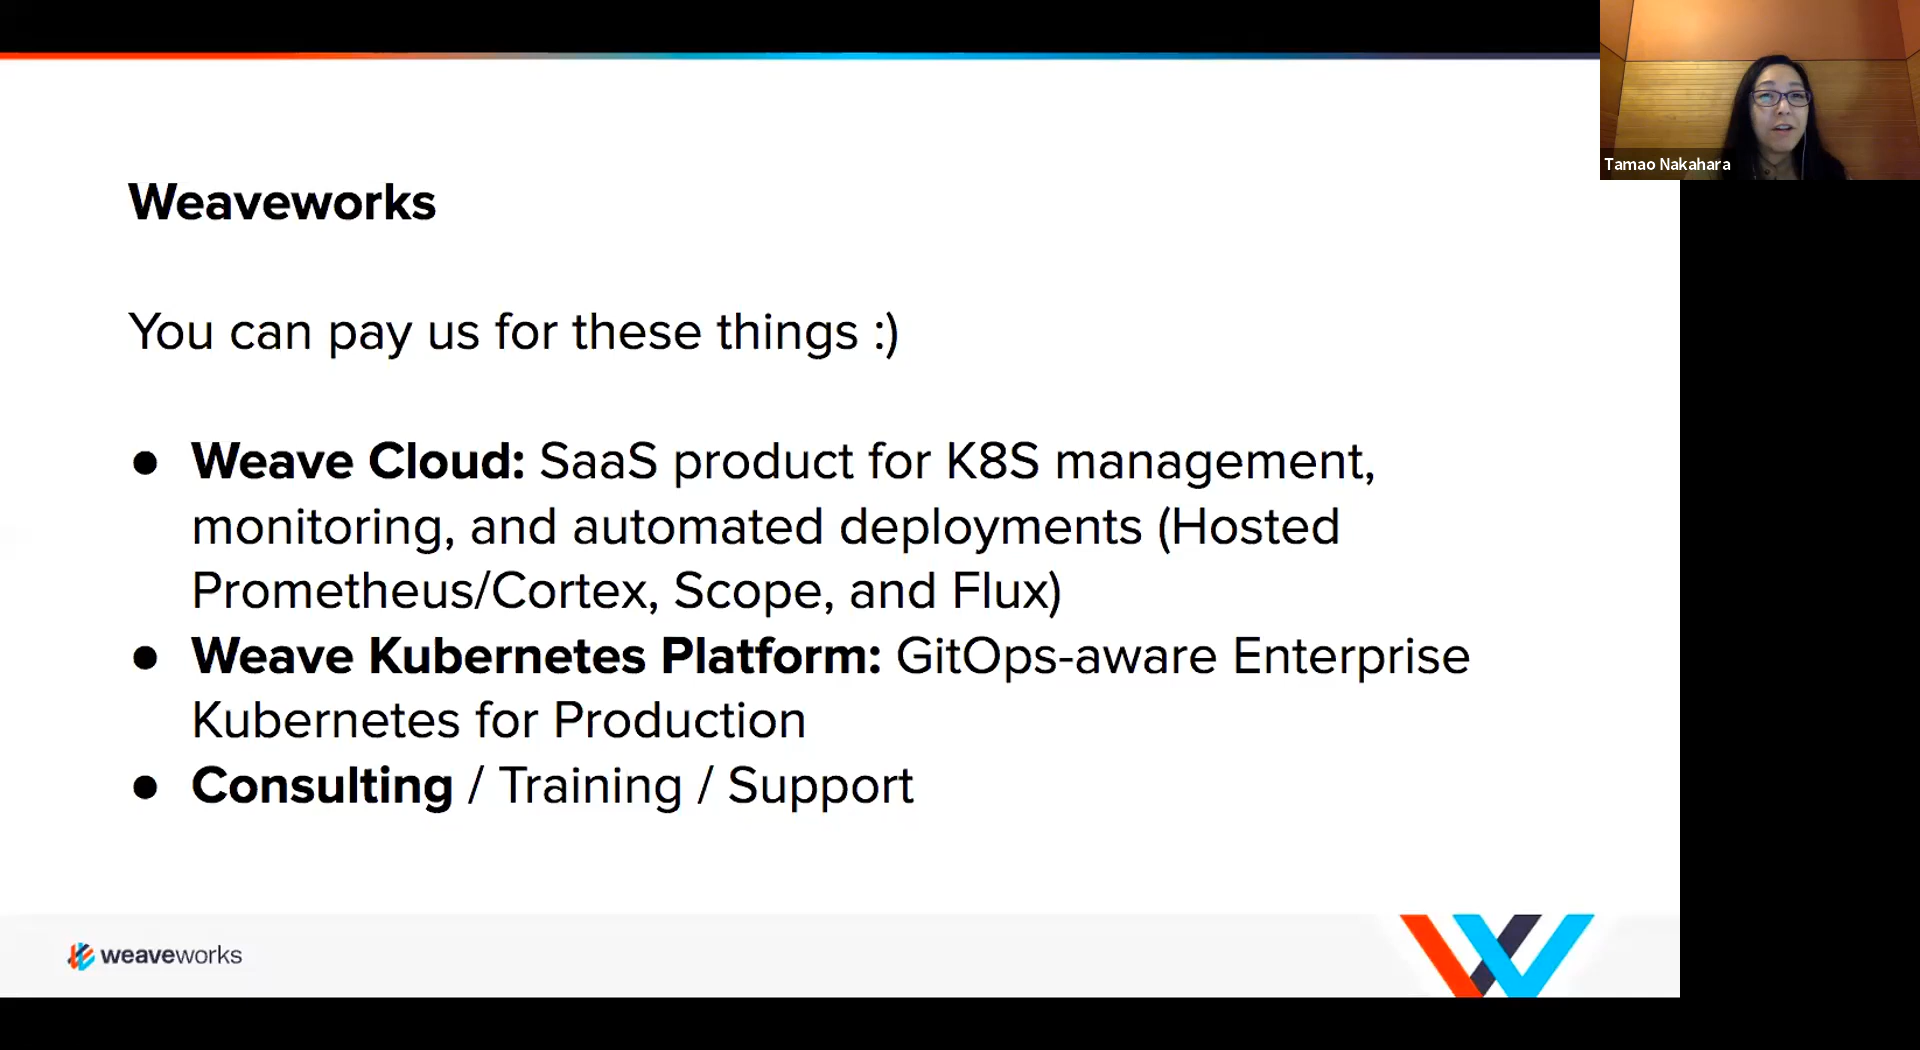 Tamao Nakahara
Weaveworks
You can pay us for these things :)
● Weave Cloud: SaaS product for K8S management,
monitoring, and automated deployments (Hosted
Prometheus/Cortex, Scope, and Flux)
● Weave Kubernetes Platform: GitOps-aware Enterprise
Kubernetes for Production
● Consulting / Training / Support
weaveworks